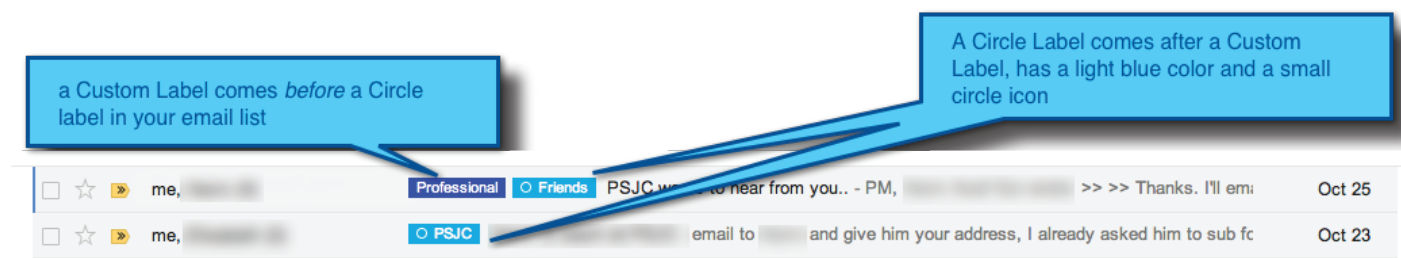 A Circle Label comes after a Custom
Label, has a light blue color and a small
circle icon
a Custom Label comes before a Circle
label in your email list
me, Professional Friends PSJC to hear from you.. - PM, >> >> Thanks. I'll ema Oct 25
me, PSJC email to and give him your address, I already asked him to sub fo Oct 23